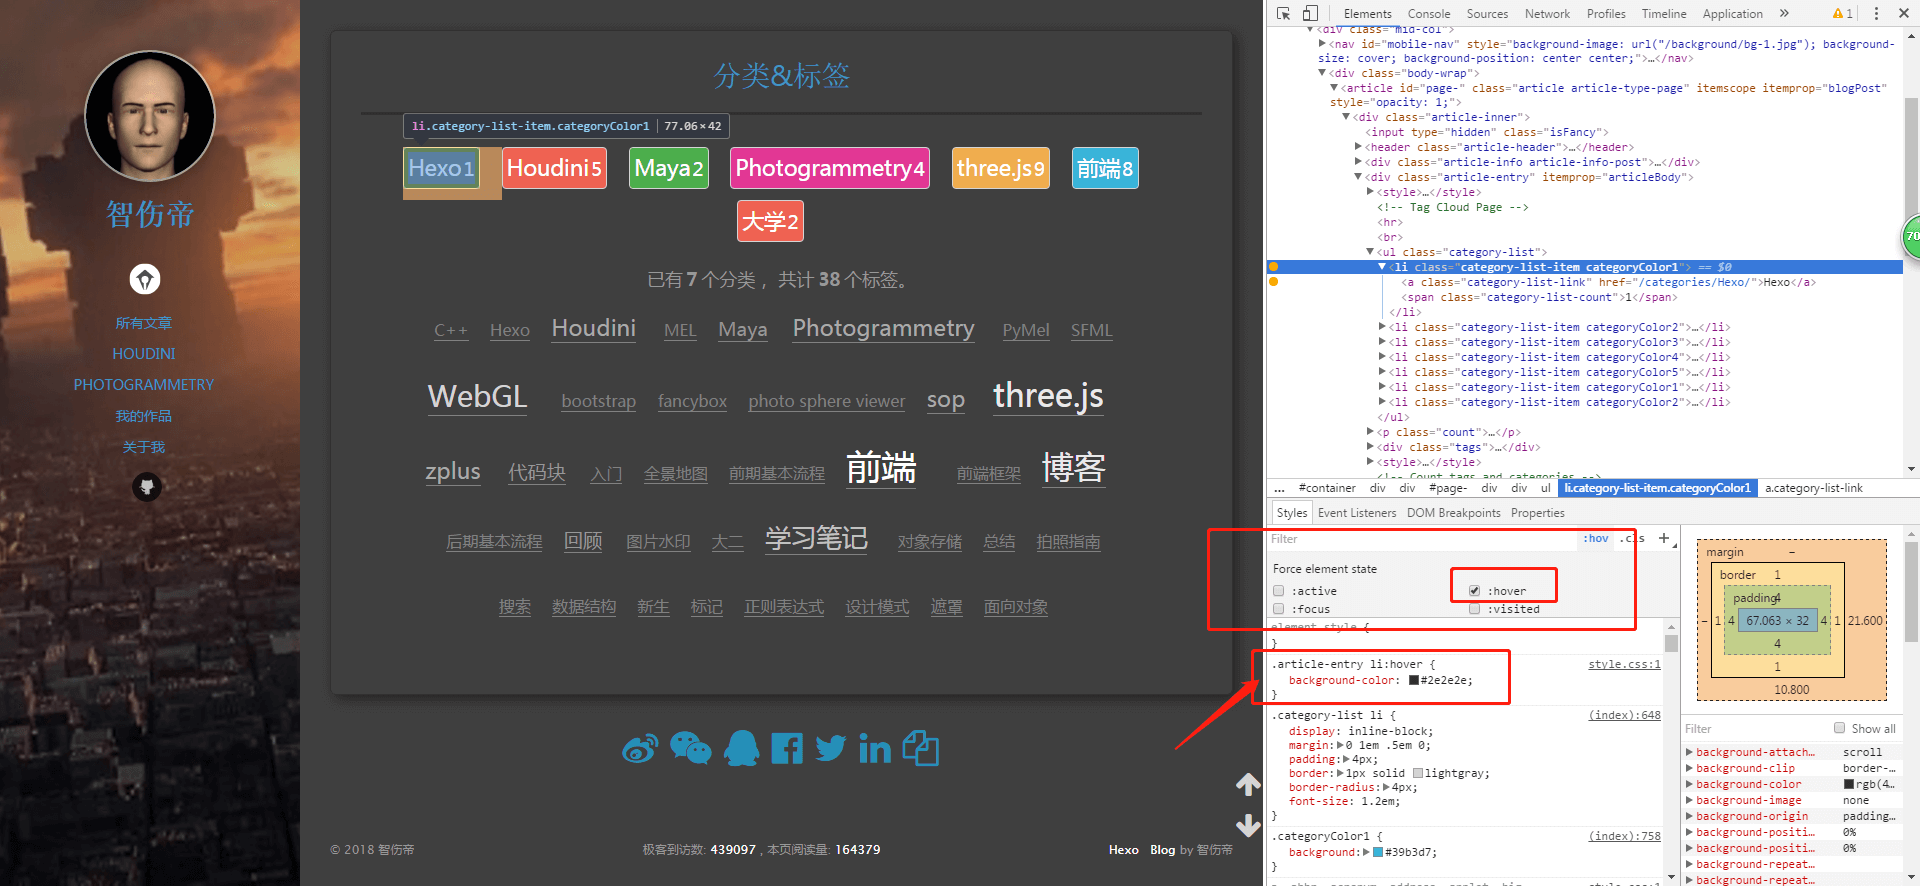 智伤帝
所有文章
HOUDINI
PHOTOGRAMMETRY
我的作品
关于我
分类&标签
li.category-list-item.categoryColor1 77.06×42
Hexo1 Houdini5 Maya2 Photogrammetry4 three.js9 前端8
大学2
已有 7 个分类 ，共计 38 个标签。
C++ Hexo Houdini MEL Maya Photogrammetry PyMel SFML
WebGL bootstrap fancybox photo sphere viewer sop three.js
zplus 代码块 入门 全景地图 前期基本流程 前端 前端框架 博客
后期基本流程 回顾 图片水印 大二 学习笔记 对象存储 总结 拍照指南
搜索 数据结构 新生 标记 正则表达式 设计模式 遮罩 面向对象
© 2018 智伤帝
极客到访数: 439097 , 本页阅读量: 164379
Hexo Blog by 智伤帝
Elements Console Sources Network Profiles Timeline Application » 1
<div class="mid-col">
<nav id="mobile-nav" style="background-image: url("/background/bg-1.jpg"); background-
size: cover; background-position: center center;">…</nav>
<div class="body-wrap">
<article id="page-" class="article article-type-page" itemscope itemprop="blogPost"
style="opacity: 1;">
<div class="article-inner">
<input type="hidden" class="isFancy">
<header class="article-header">…</header>
<div class="article-info article-info-post">…</div>
<div class="article-entry" itemprop="articleBody">
<style>…</style>
<!-- Tag Cloud Page -->
<hr>
<br>
<ul class="category-list">
<li class="category-list-item categoryColor1"> == $0
<a class="category-list-link" href="/categories/Hexo/">Hexo</a>
<span class="category-list-count">1</span>
</li>
<li class="category-list-item categoryColor2">…</li>
<li class="category-list-item categoryColor3">…</li>
<li class="category-list-item categoryColor4">…</li>
<li class="category-list-item categoryColor5">…</li>
<li class="category-list-item categoryColor1">…</li>
<li class="category-list-item categoryColor2">…</li>
</ul>
<p class="count">…</p>
<div class="tags">…</div>
<style>…</style>
<!-- Count tags and categories -->
70
... #container div div #page- div div ul li.category-list-item.categoryColor1 a.category-list-link
Styles Event Listeners DOM Breakpoints Properties
Filter :hov .cls +
Force element state
:active :hover
:focus :visited
element.style {
}
.article-entry li:hover { style.css:1
background-color: #2e2e2e;
}
.category-list li { (index):648
display: inline-block;
margin: 0 1em .5em 0;
padding: 4px;
border: 1px solid lightgray;
border-radius: 4px;
font-size: 1.2em;
}
.categoryColor1 { (index):758
background: #39b3d7;
}
style.css:1
margin –
border 1
padding 4
– 1 4 67.063 × 32 4 1 21.600
4
1
10.800
Filter Show all
background-attach… scroll
background-clip border-…
background-color rgb(4…
background-image none
background-origin padding…
background-positi… 0%
background-positi… 0%
background-repeat…
background-repeat…